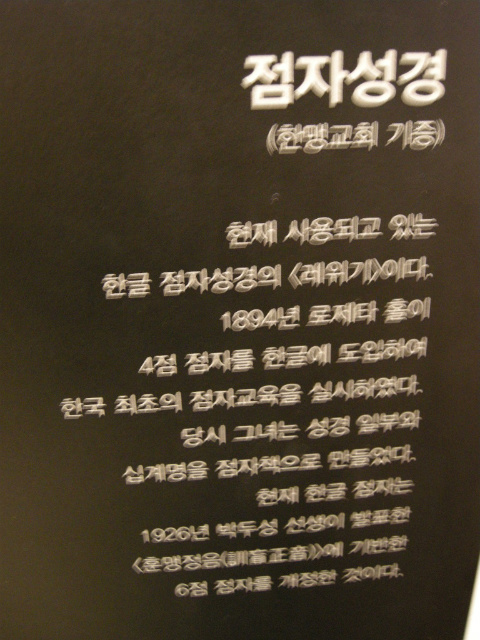 점자성경
(한맹교회 기증)
현재 사용되고 있는
한글 점자성경의 <레위기>이다.
1894년 로제타 홀이
4점 점자를 한글에 도입하여
한국 최초의 점자교육을 실시하였다.
당시 그녀는 성경 일부와
십계명을 점자책으로 만들었다.
현재 한글 점자는
1926년 박두성 선생이 발표한
<훈맹정음(訓盲正音)>에 기반한
6점 점자를 개정한 것이다.